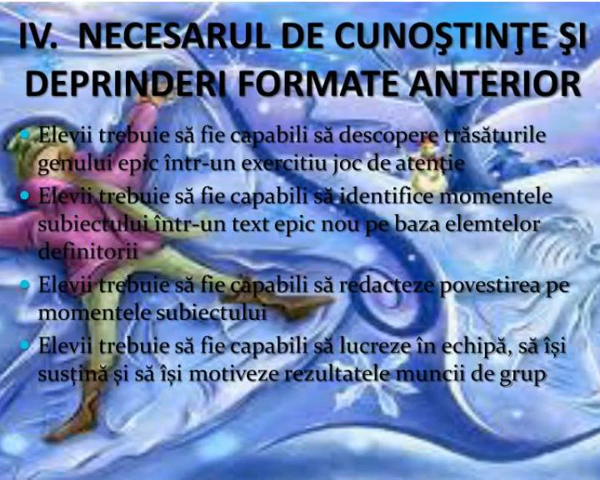 IV.  NECESARUL DE CUNOŞTINŢE ŞI
DEPRINDERI FORMATE ANTERIOR
• Elevii trebuie să fie capabili să descopere trăsăturile
genului epic într-un exercitiu joc de atenție
• Elevii trebuie să fie capabili să identifice momentele
subiectului într-un text epic nou pe baza elemtelor
definitorii
• Elevii trebuie să fie capabili să redacteze povestirea pe
momentele subiectului
• Elevii trebuie să fie capabili să lucreze în echipă, să își
susțină și să își motiveze rezultatele muncii de grup